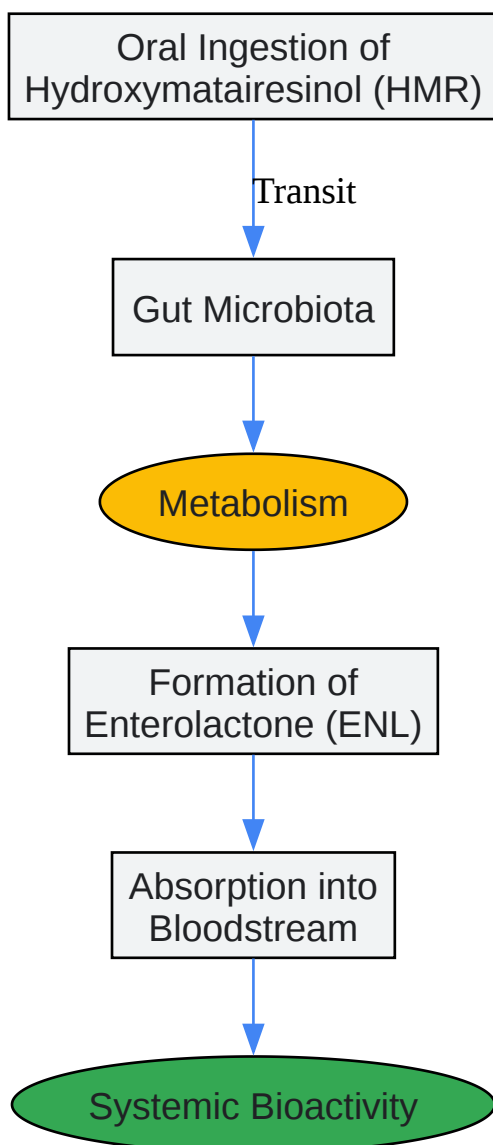 Oral Ingestion of
Hydroxymatairesinol (HMR)
Transit
Gut Microbiota
Metabolism
Formation of
Enterolactone (ENL)
Absorption into
Bloodstream
Systemic Bioactivity